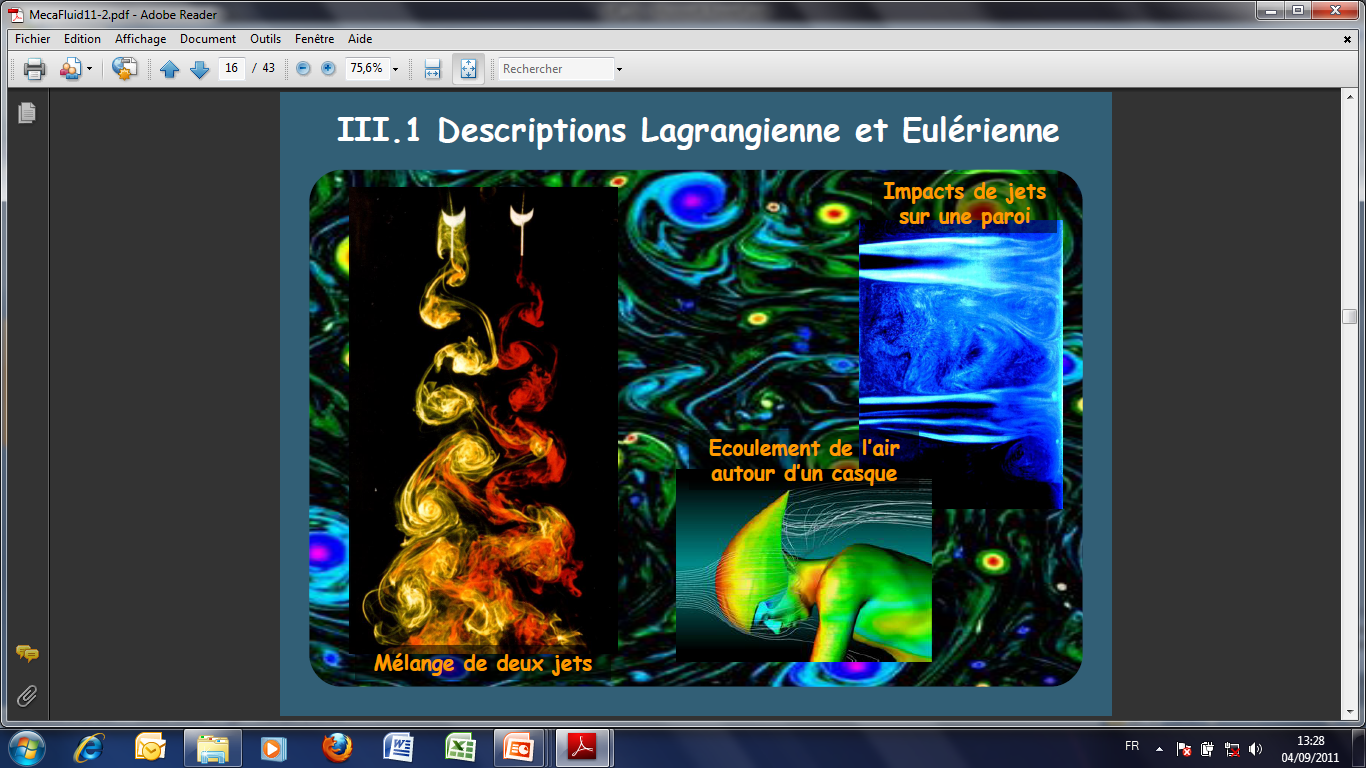 MecaFluid11-2.pdf - Adobe Reader
Fichier Edition Affichage Document Outils Fenêtre Aide
16 / 43 75,6% Rechercher
III.1 Descriptions Lagrangienne et Eulérienne
Impacts de jets
sur une paroi
Ecoulement de l’air
autour d’un casque
Mélange de deux jets
FR 13:28
04/09/2011